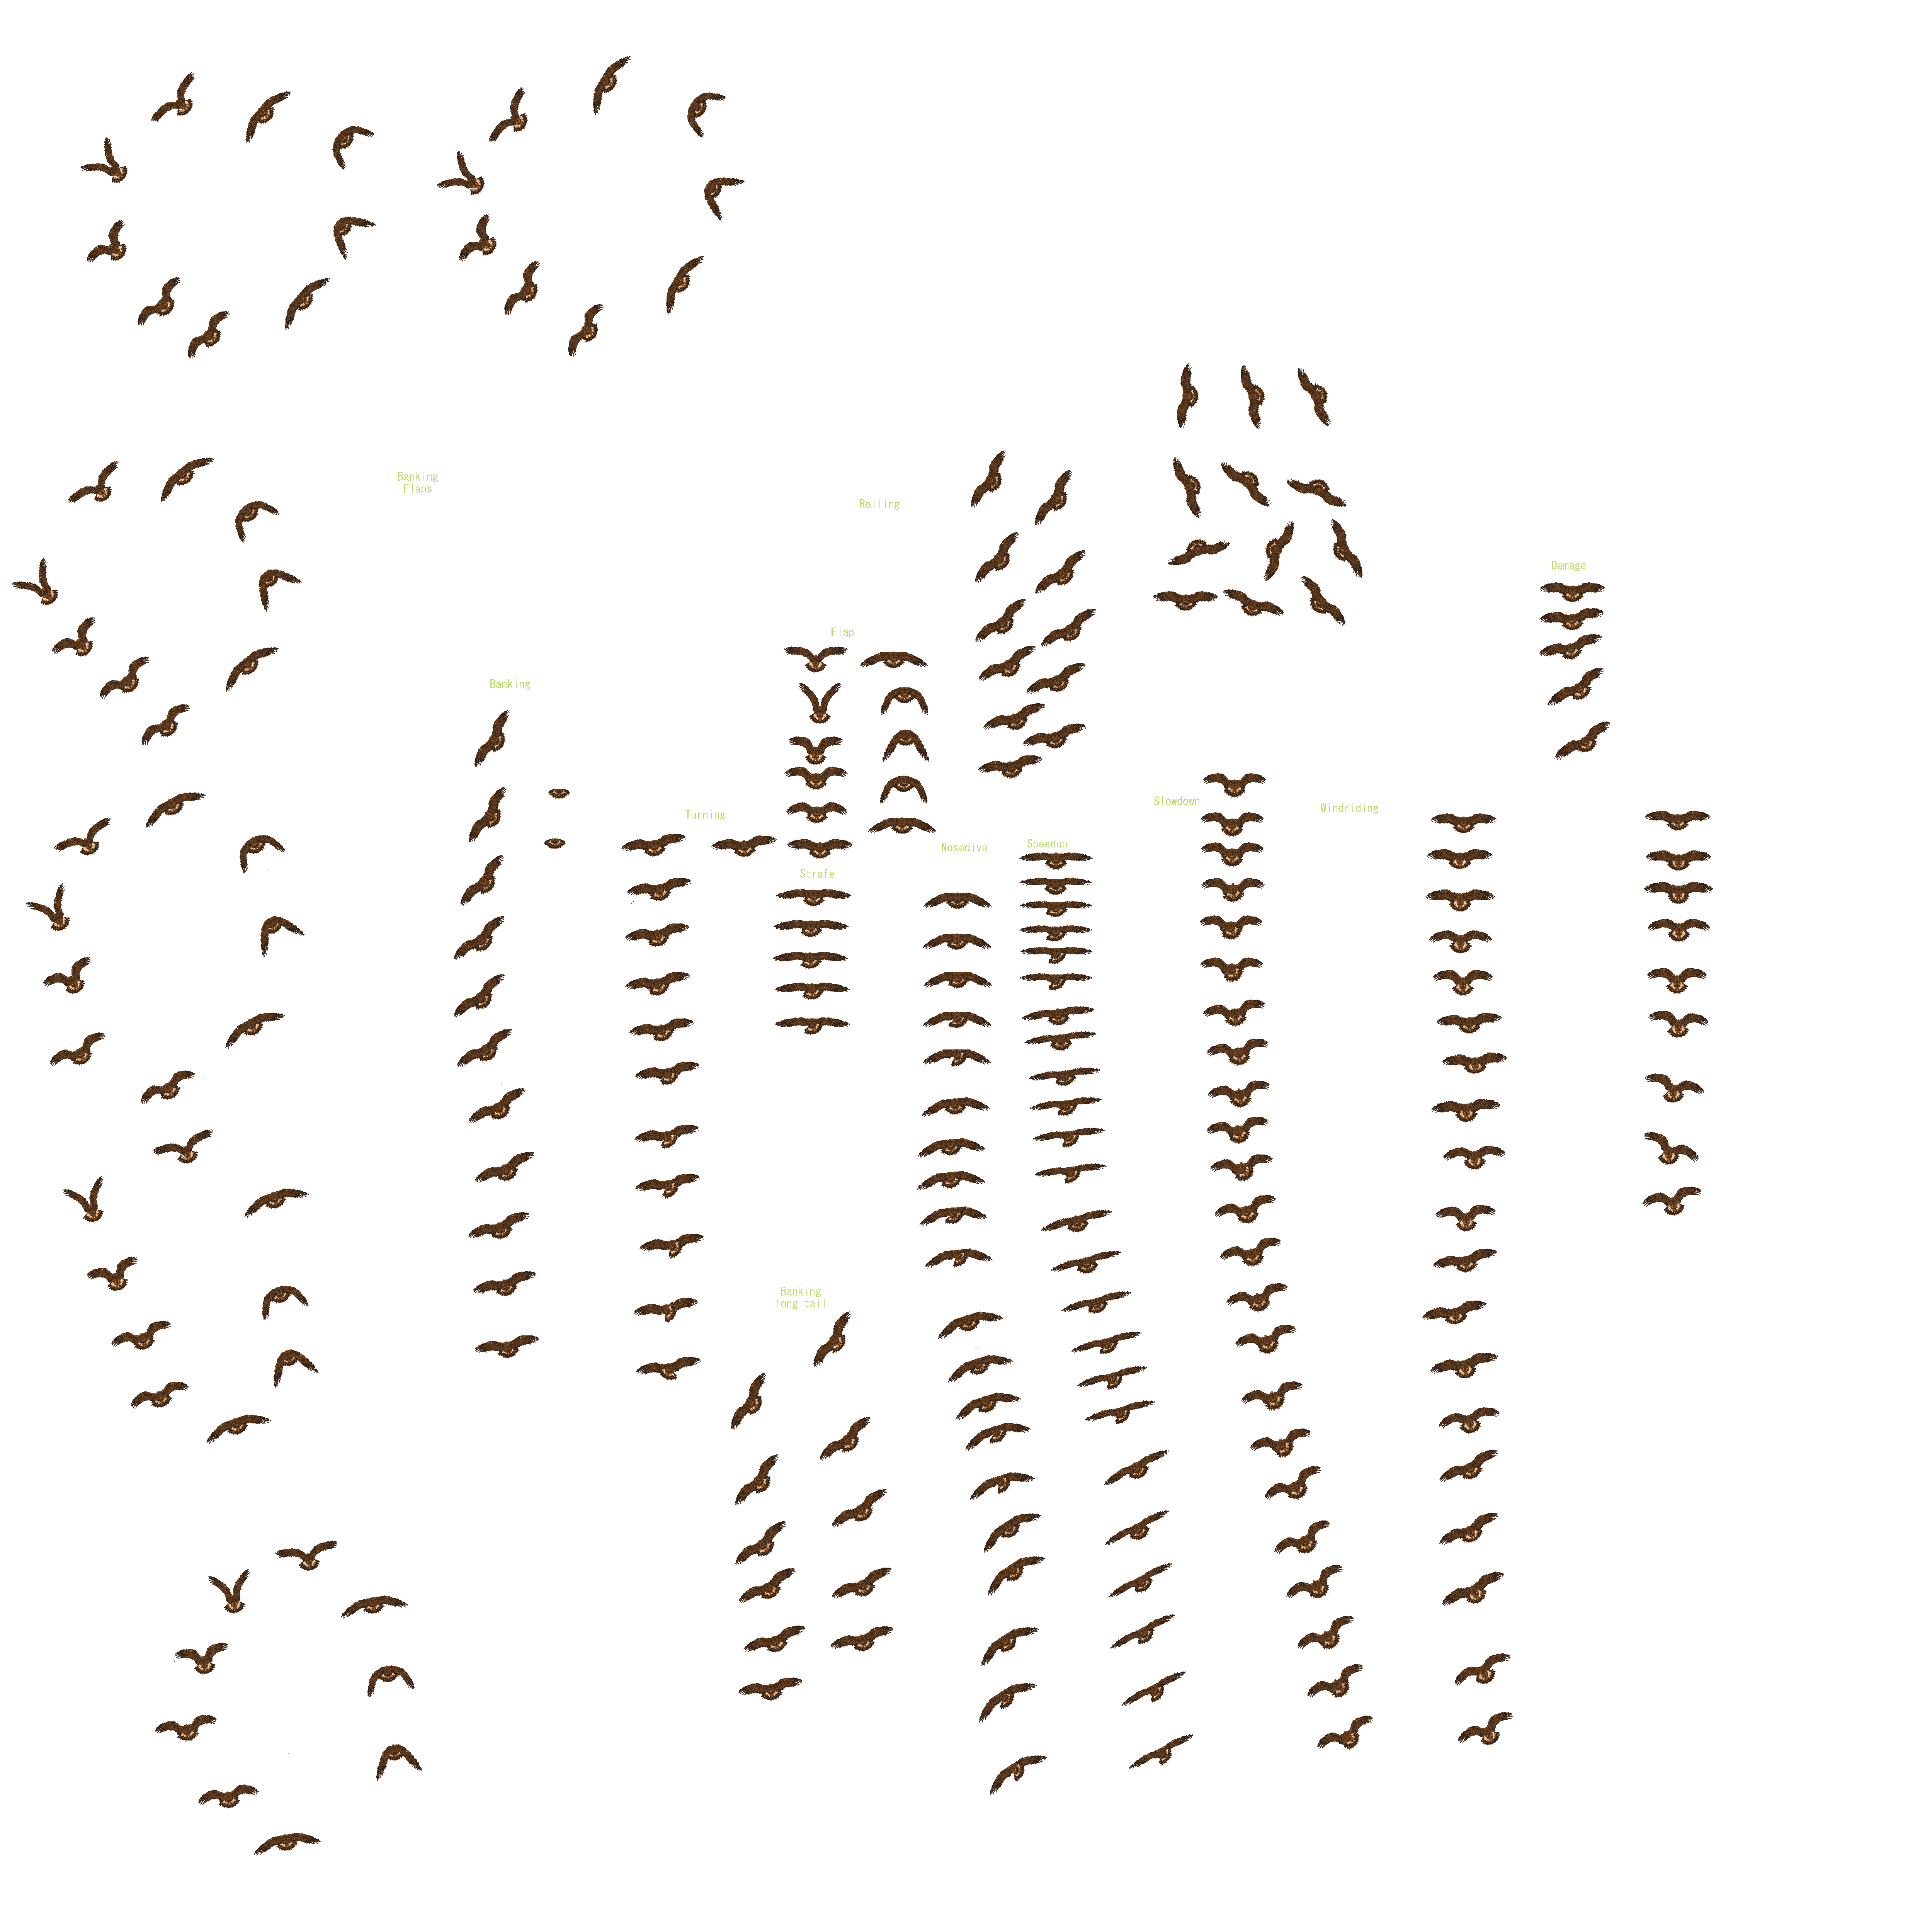 Banking
Flaps
Rolling
Damage
Flap
Banking
Slowdown
Windriding
Turning
Speedup
Nosedive
Strafe
Banking
long tail